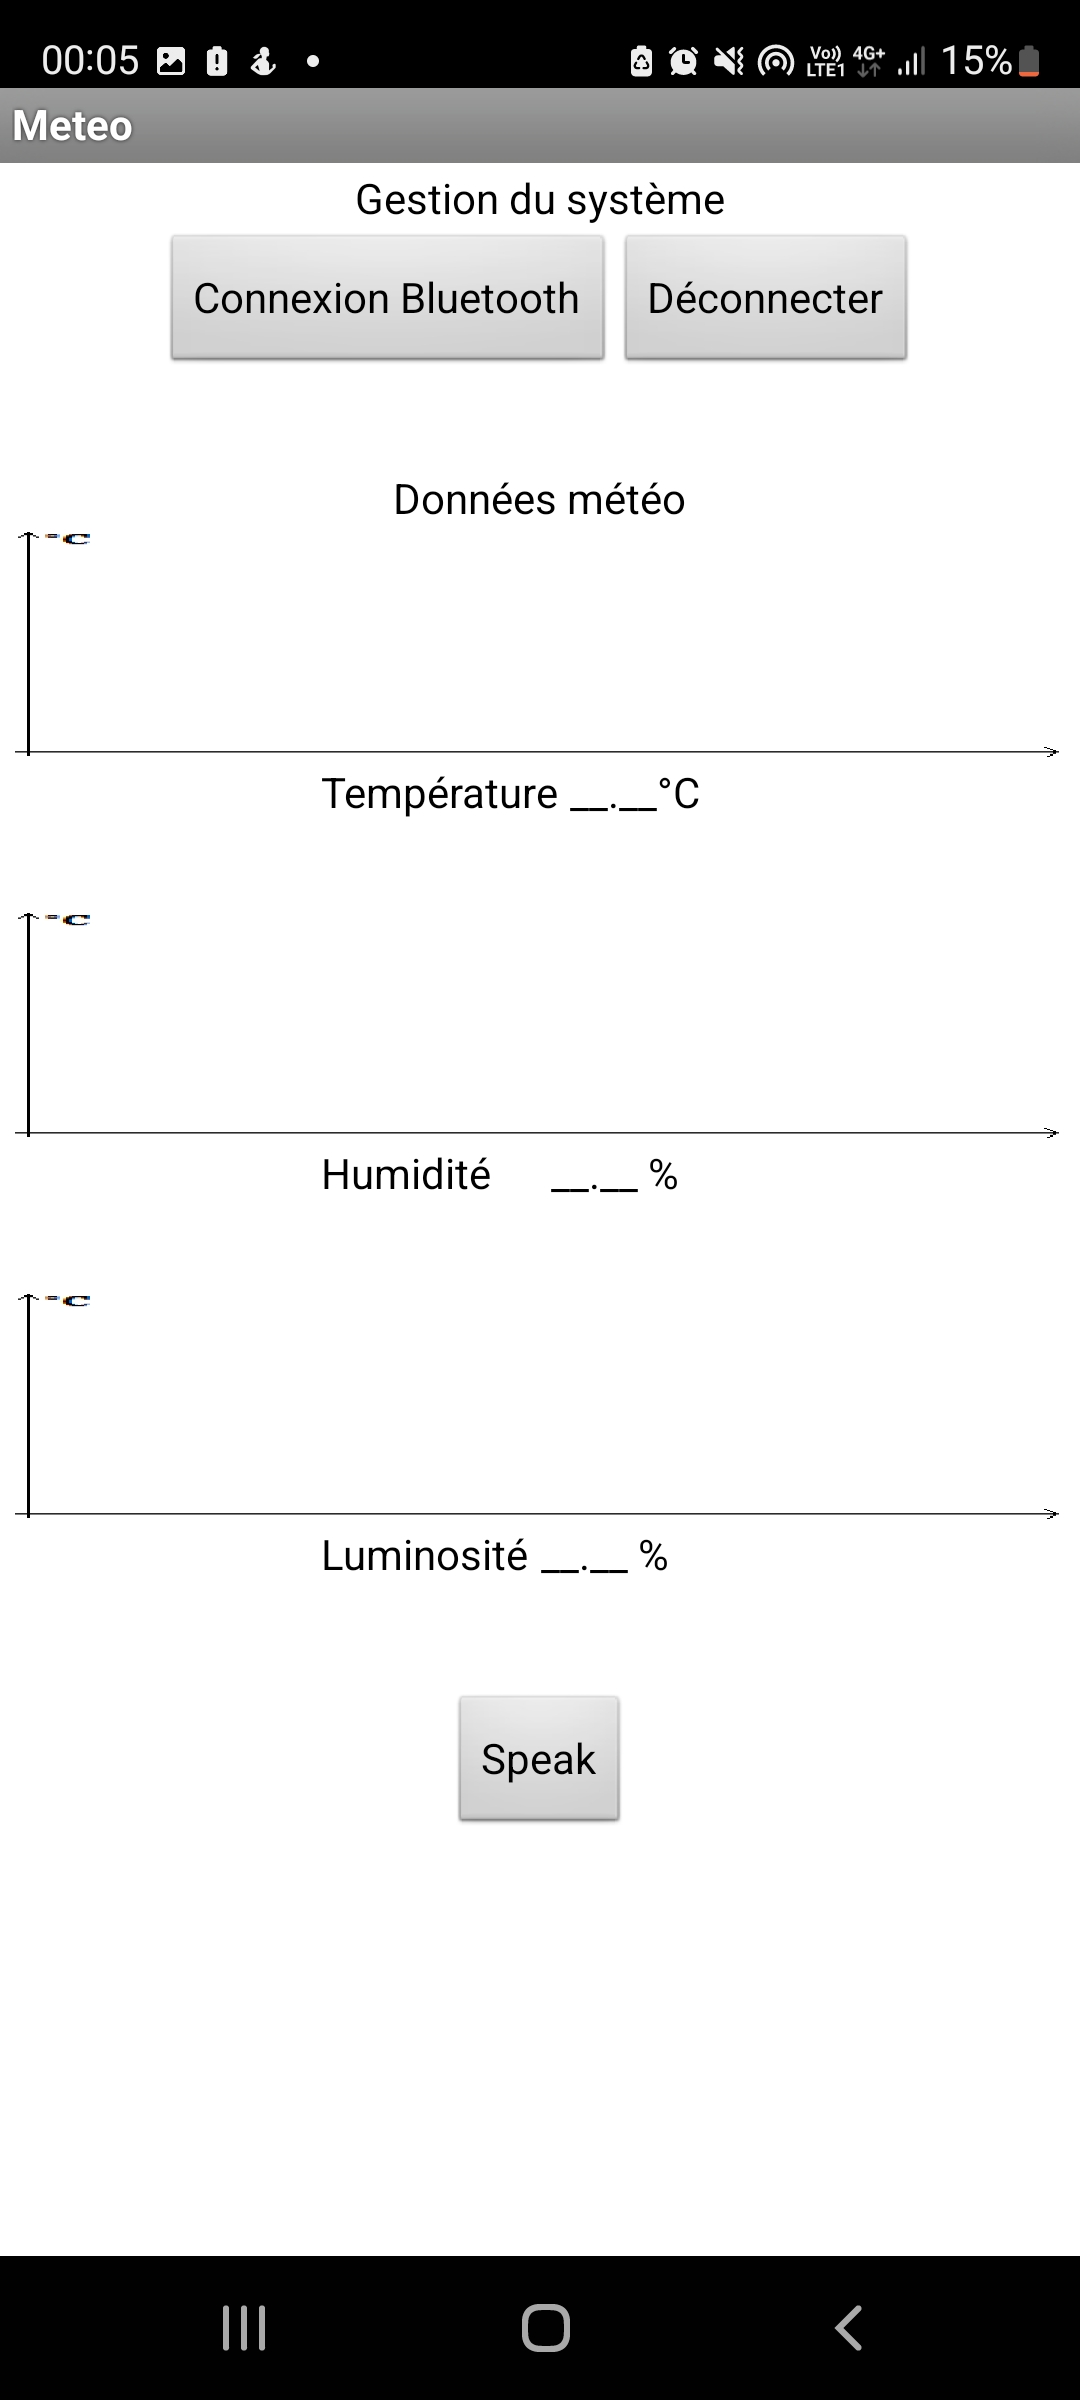 00:05 Vo)) LTE1 4G+ 15%
Meteo
Gestion du système
Connexion Bluetooth Déconnecter
Données météo
°C
Température __.__°C
°C
Humidité __.__ %
°C
Luminosité __.__ %
Speak